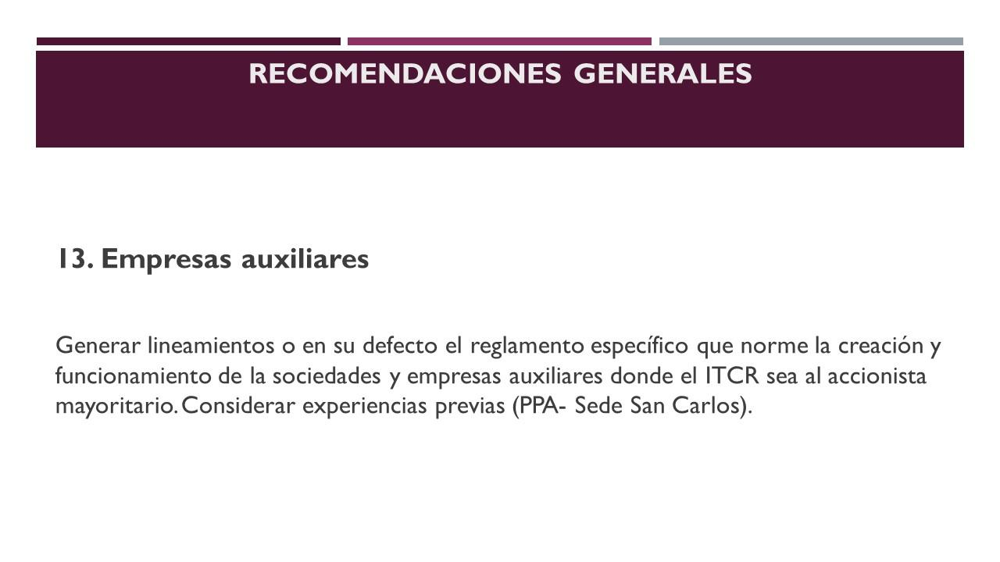 RECOMENDACIONES GENERALES
13. Empresas auxiliares
Generar lineamientos o en su defecto el reglamento específico que norme la creación y
funcionamiento de la sociedades y empresas auxiliares donde el ITCR sea al accionista
mayoritario. Considerar experiencias previas (PPA- Sede San Carlos).